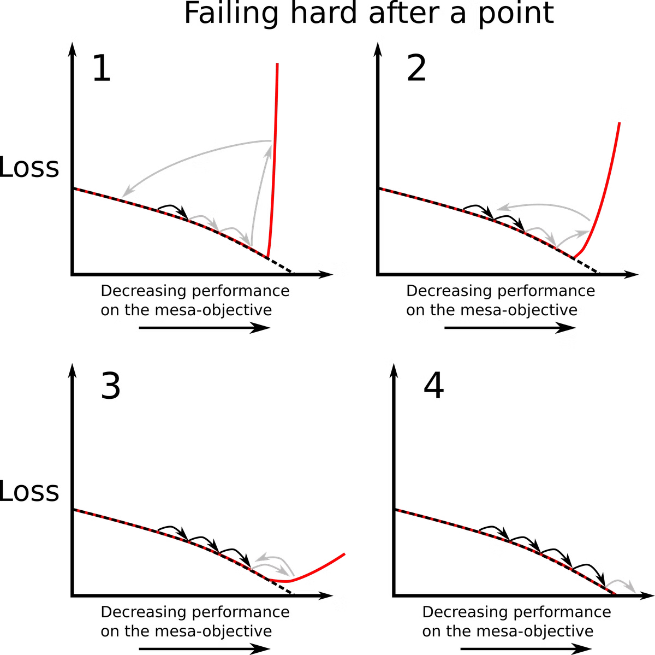 Failing hard after a point
1
2
Loss
Decreasing performance
on the mesa-objective
Decreasing performance
on the mesa-objective
3
4
Loss
Decreasing performance
on the mesa-objective
Decreasing performance
on the mesa-objective